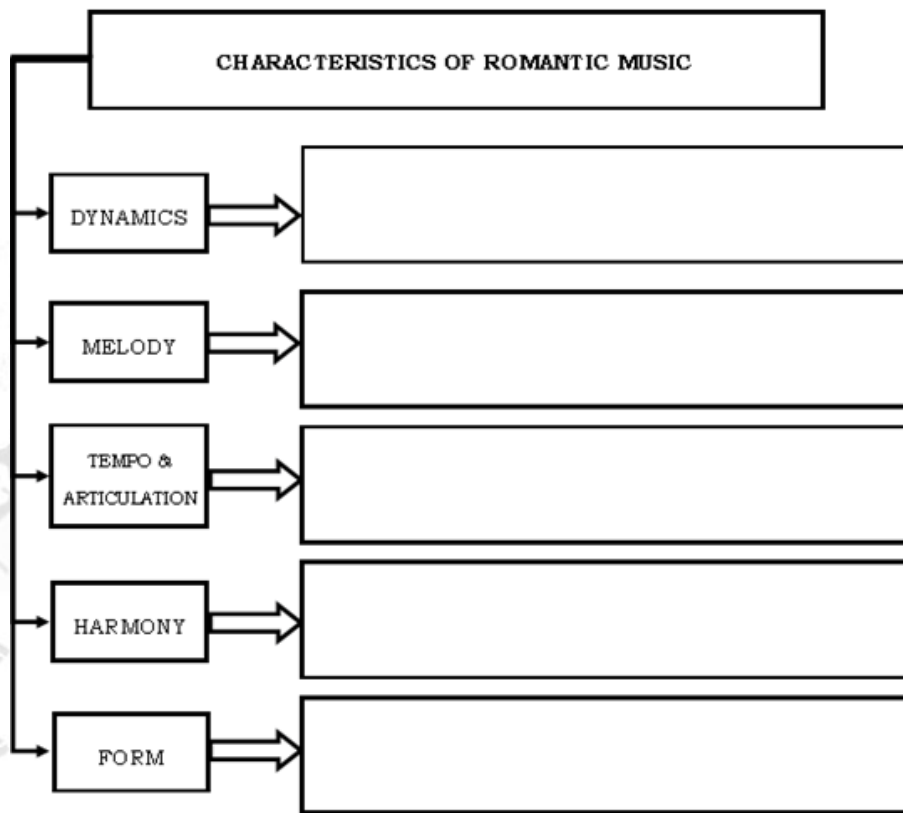 CHARACTERISTICS OF ROMANTIC MUSIC
DYNAMICS
MELODY
TEMPO &
ARTICULATION
HARMONY
FORM